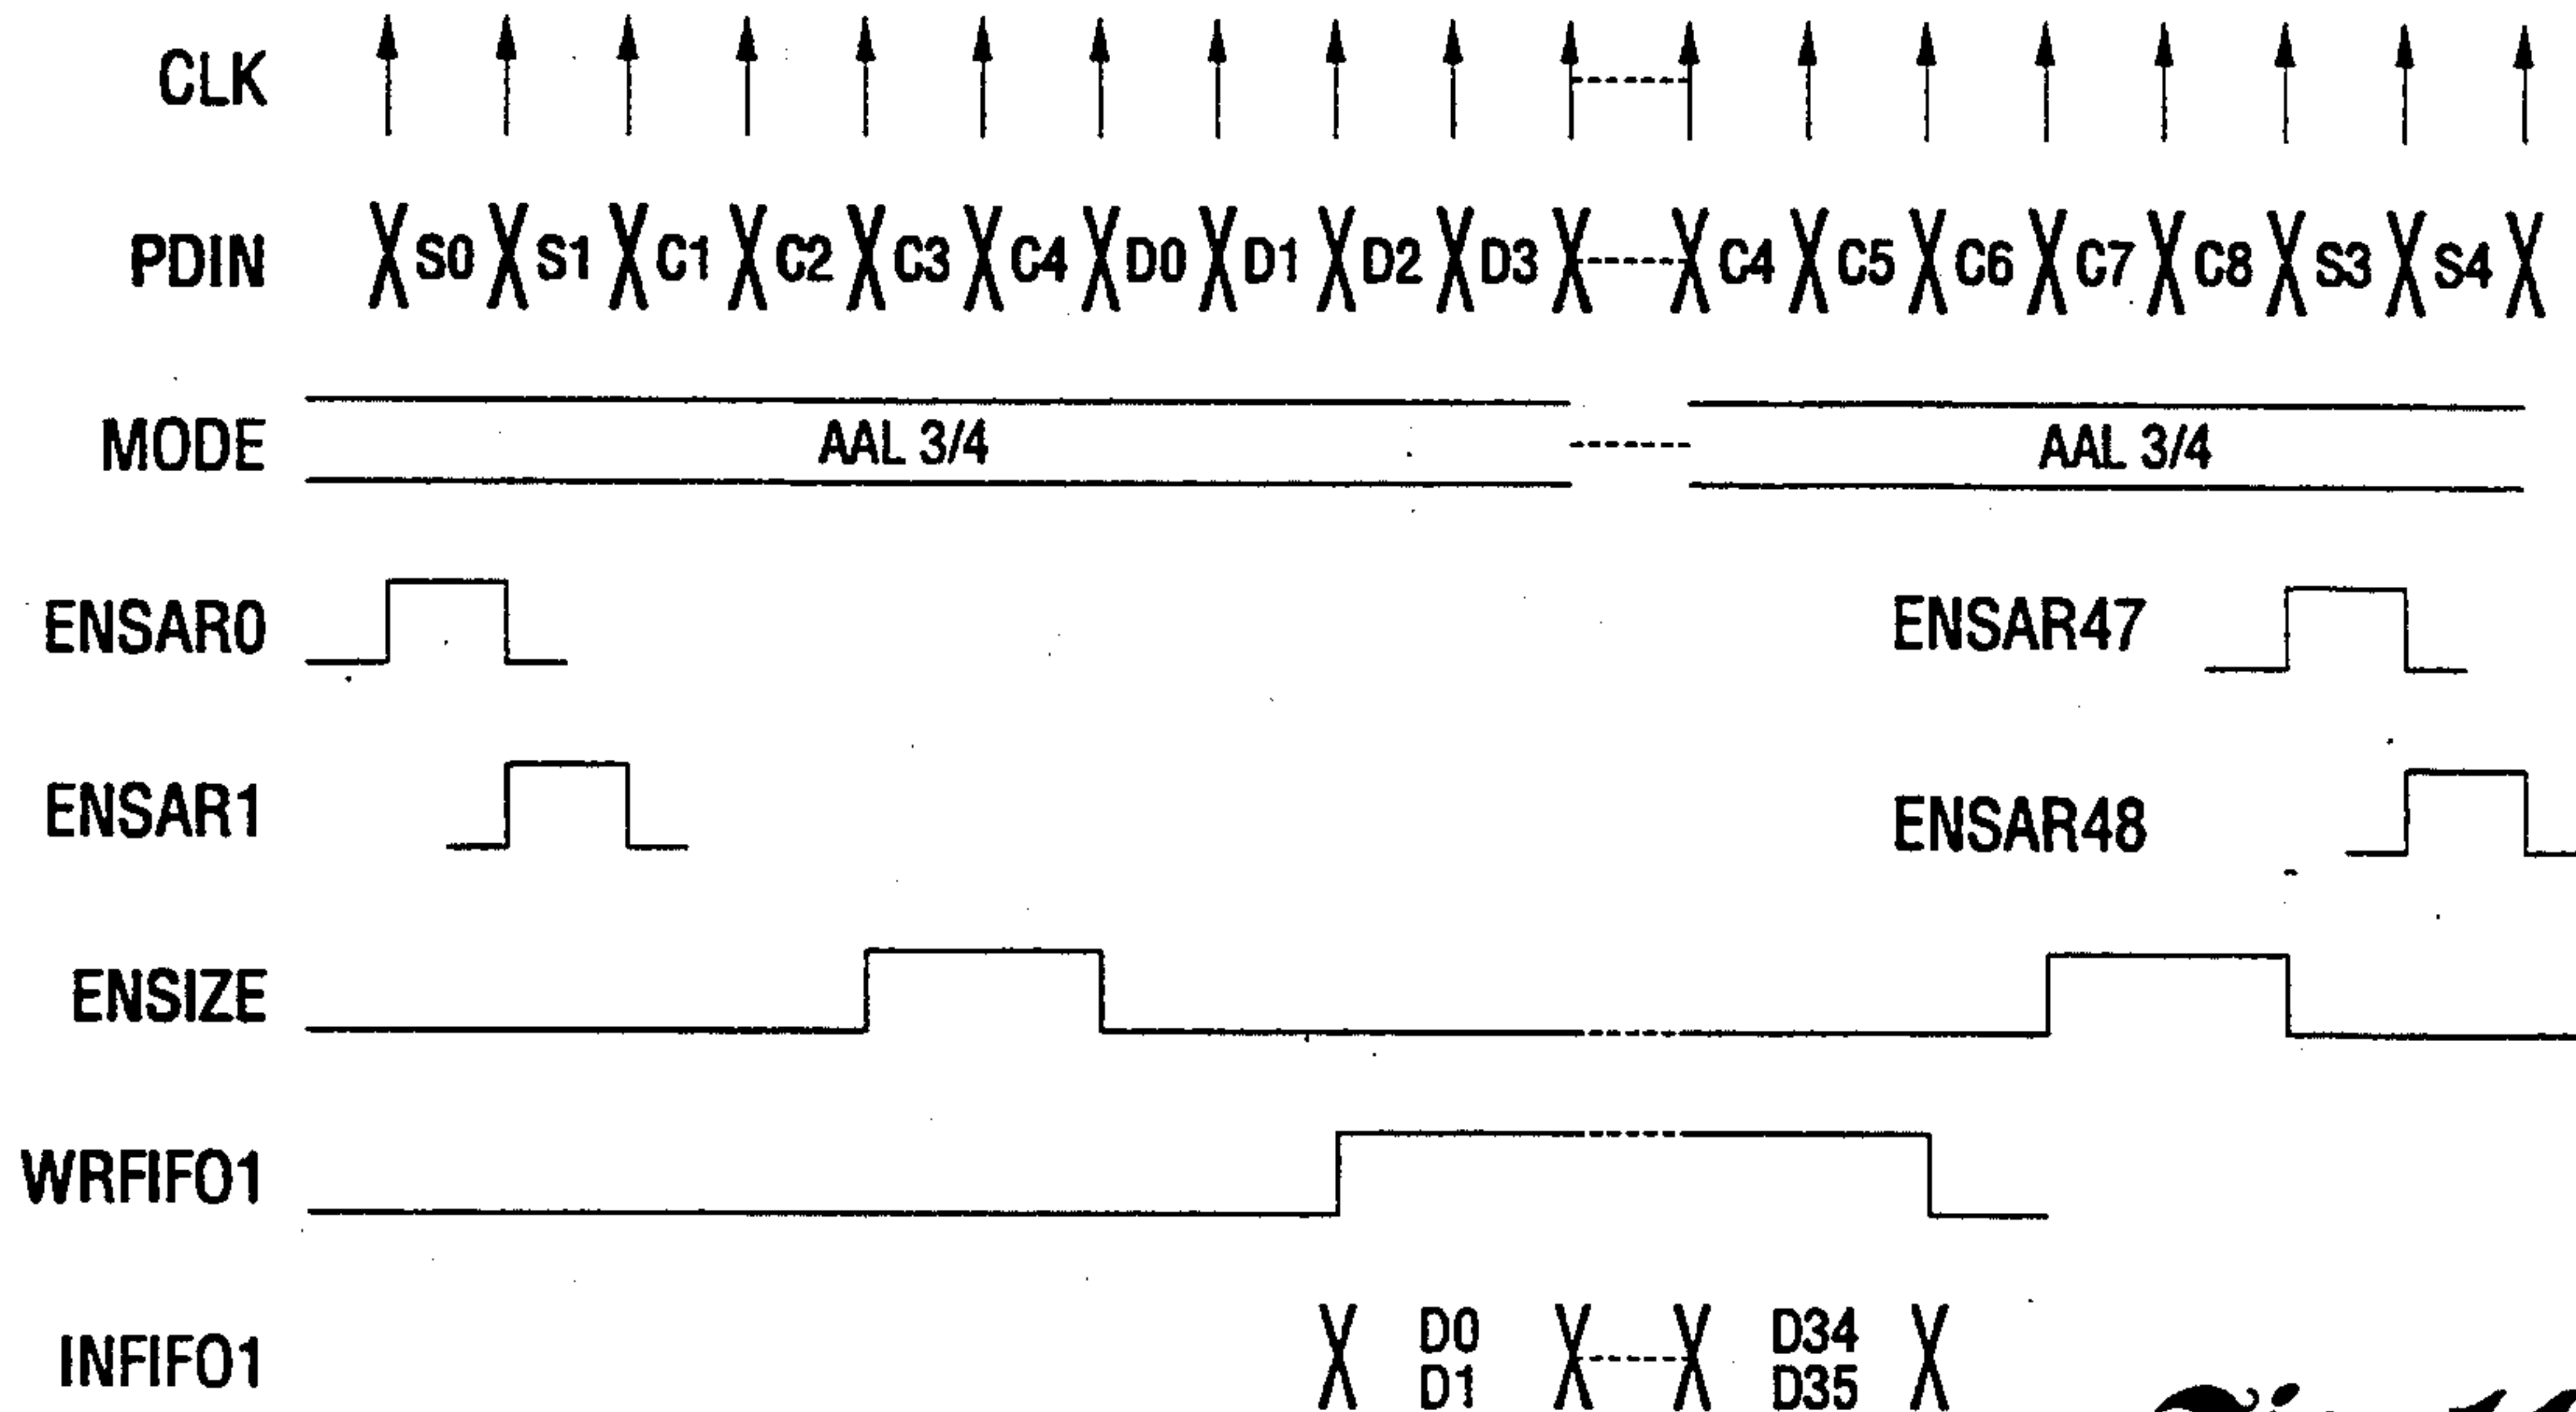 CLK
PDIN S0 S1 C1 C2 C3 C4 D0 D1 D2 D3 C4 C5 C6 C7 C8 S3 S4
MODE AAL 3/4 AAL 3/4
ENSAR0 ENSAR47
ENSAR1 ENSAR48
ENSIZE
WRFIFO1
INFIFO1 D0 D34
D1 D35